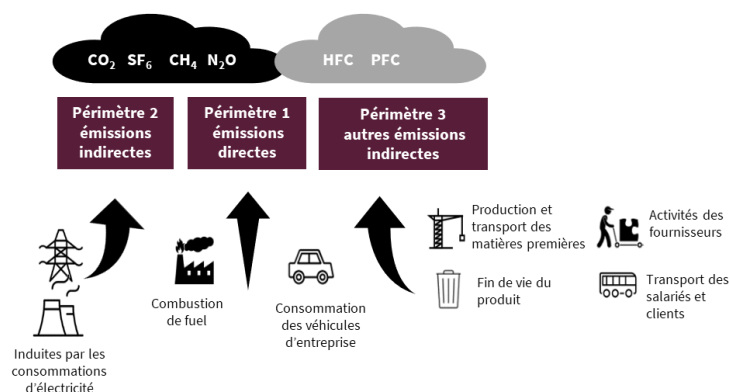 CO₂ SF₆ CH₄ N₂O
HFC PFC
Périmètre 2
émissions
indirectes
Périmètre 1
émissions
directes
Périmètre 3
autres émissions
indirectes
Induites par les
consommations
d'électricité
Combustion
de fuel
Consommation
des véhicules
d'entreprise
Production et
transport des
matières premières
Activités des
fournisseurs
Fin de vie du
produit
Transport des
salariés et
clients